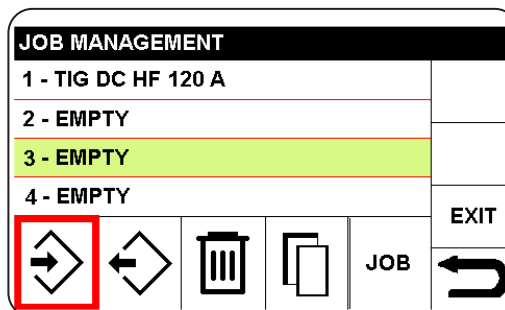 JOB MANAGEMENT
1 - TIG DC HF 120 A
2 - EMPTY
3 - EMPTY
4 - EMPTY
EXIT
JOB